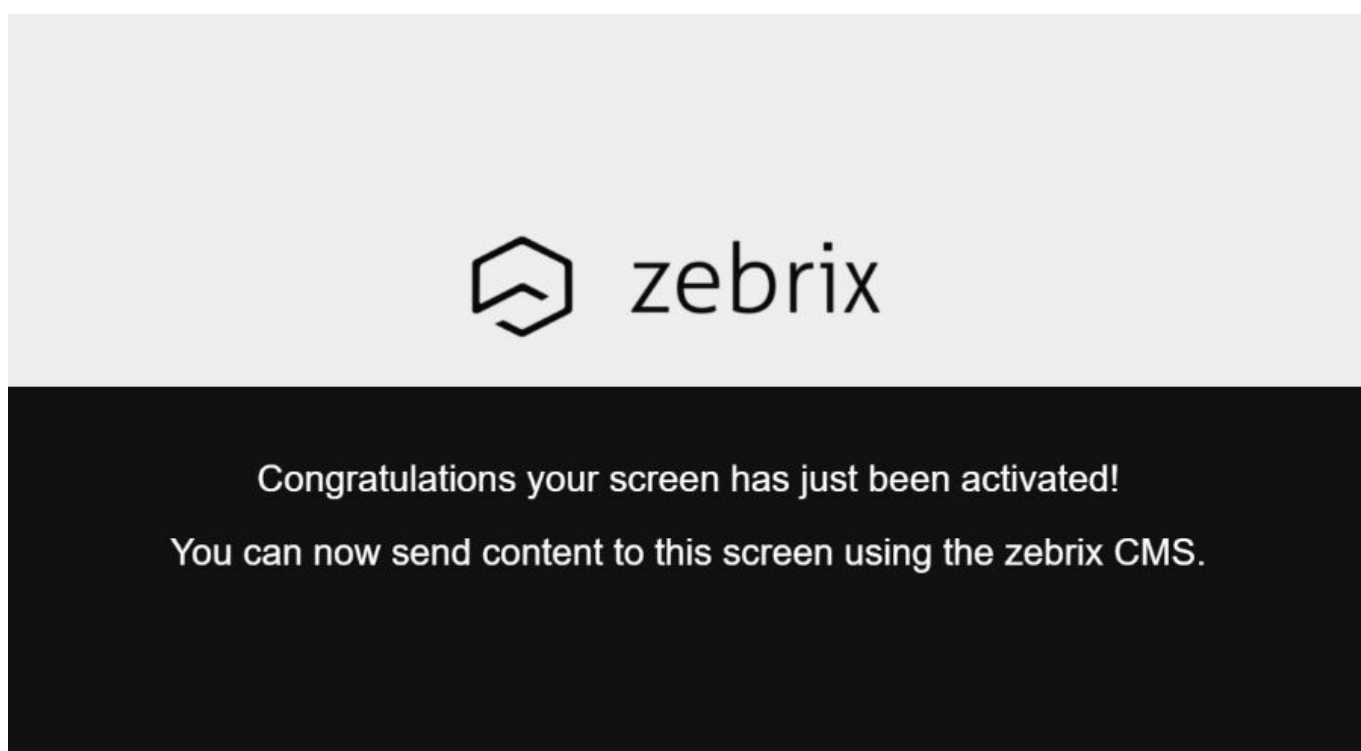 zebrix
Congratulations your screen has just been activated!
You can now send content to this screen using the zebrix CMS.